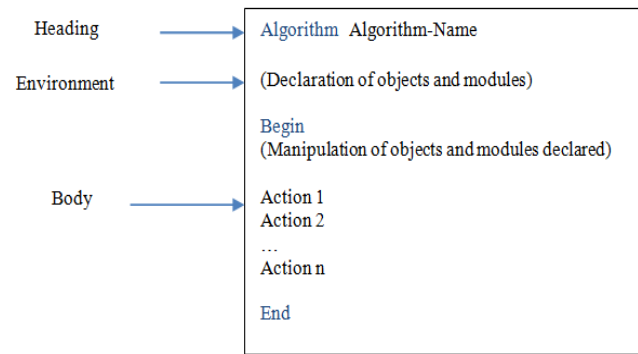 Heading
Algorithm Algorithm-Name
Environment
(Declaration of objects and modules)
Begin
(Manipulation of objects and modules declared)
Body
Action 1
Action 2
…
Action n
End